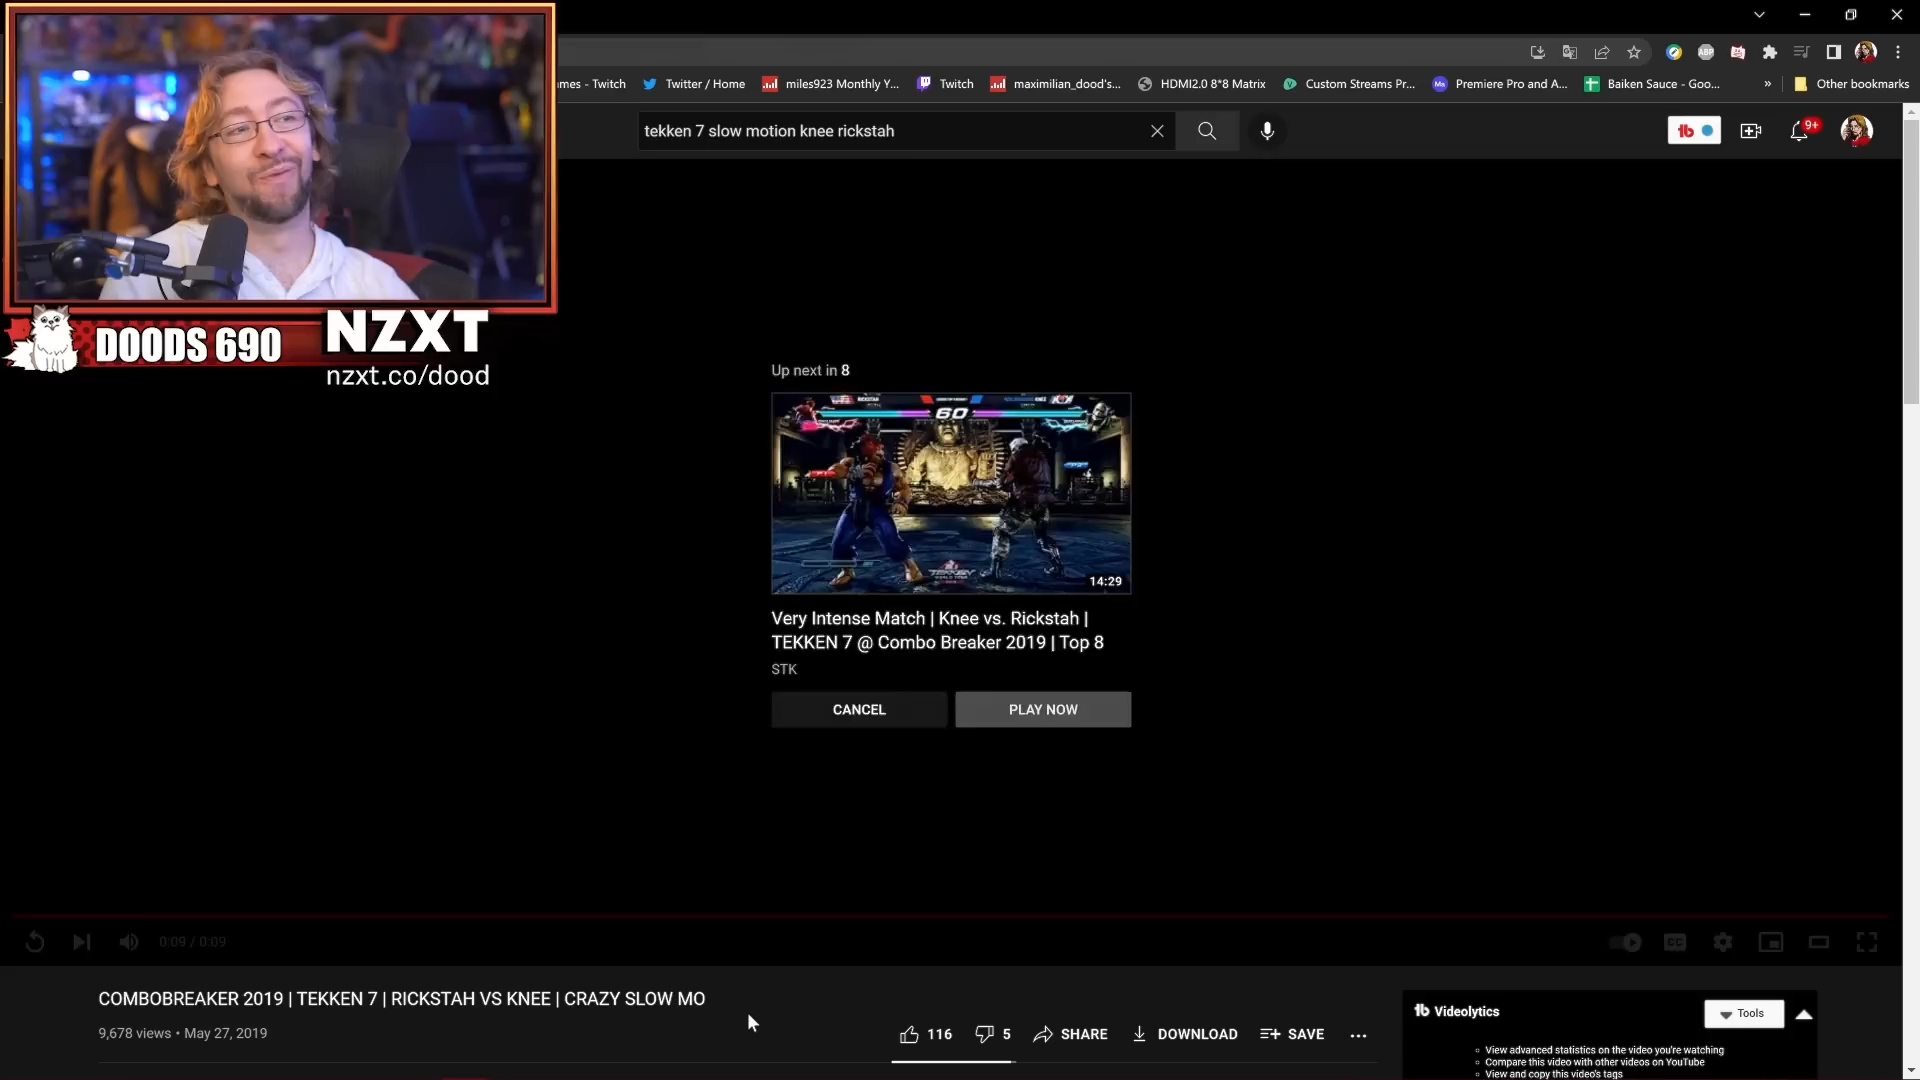 mes - Twitch
Twitter / Home
miles923 Monthly Y...
Twitch
maximilian_dood's...
HDMI2.0 8*8 Matrix
Custom Streams Pr...
Premiere Pro and A...
Baiken Sauce - Goo...
»
Other bookmarks
tekken 7 slow motion knee rickstah
9+
DOODS 690
NZXT
nzxt.co/dood
Up next in 8
RICKSTAH
KNEE
60
TEKKEN
14:29
Very Intense Match | Knee vs. Rickstah |
TEKKEN 7 @ Combo Breaker 2019 | Top 8
STK
CANCEL
PLAY NOW
0:09 / 0:09
CC
COMBOBREAKER 2019 | TEKKEN 7 | RICKSTAH VS KNEE | CRAZY SLOW MO
9,678 views • May 27, 2019
116
5
SHARE
DOWNLOAD
SAVE
Videolytics
Tools
View advanced statistics on the video you're watching
Compare this video with other videos on YouTube
View and copy this video's tags